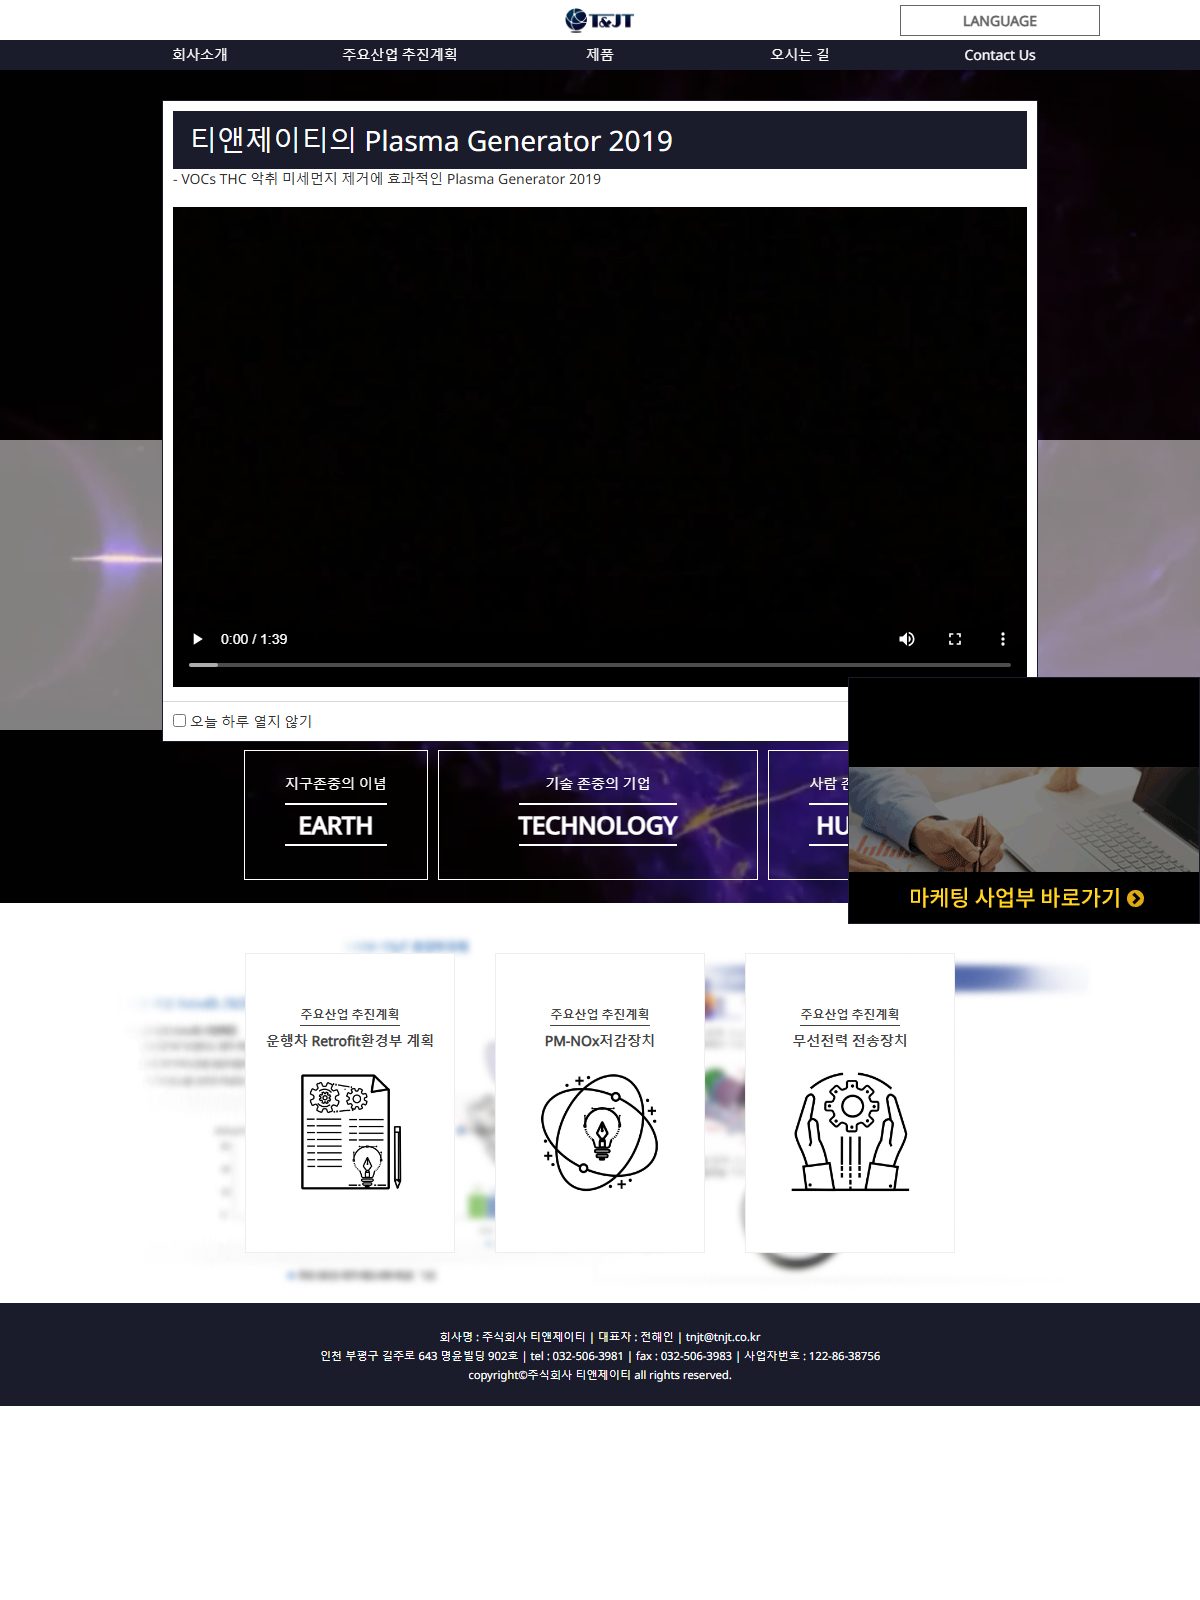 T&JT
LANGUAGE
회사소개
주요산업 추진계획
제품
오시는 길
Contact Us
티앤제이티의 Plasma Generator 2019
- VOCs THC 악취 미세먼지 제거에 효과적인 Plasma Generator 2019
0:00 / 1:39
오늘 하루 열지 않기
지구존중의 이념
EARTH
기술 존중의 기업
TECHNOLOGY
사람
HU
마케팅 사업부 바로가기
주요산업 추진계획
운행차 Retrofit환경부 계획
주요산업 추진계획
PM-NOx저감장치
주요산업 추진계획
무선전력 전송장치
회사명 : 주식회사 티앤제이티 | 대표자 : 전해인 | tnjt@tnjt.co.kr
인천 부평구 길주로 643 명윤빌딩 902호 | tel : 032-506-3981 | fax : 032-506-3983 | 사업자번호 : 122-86-38756
copyright©주식회사 티앤제이티 all rights reserved.